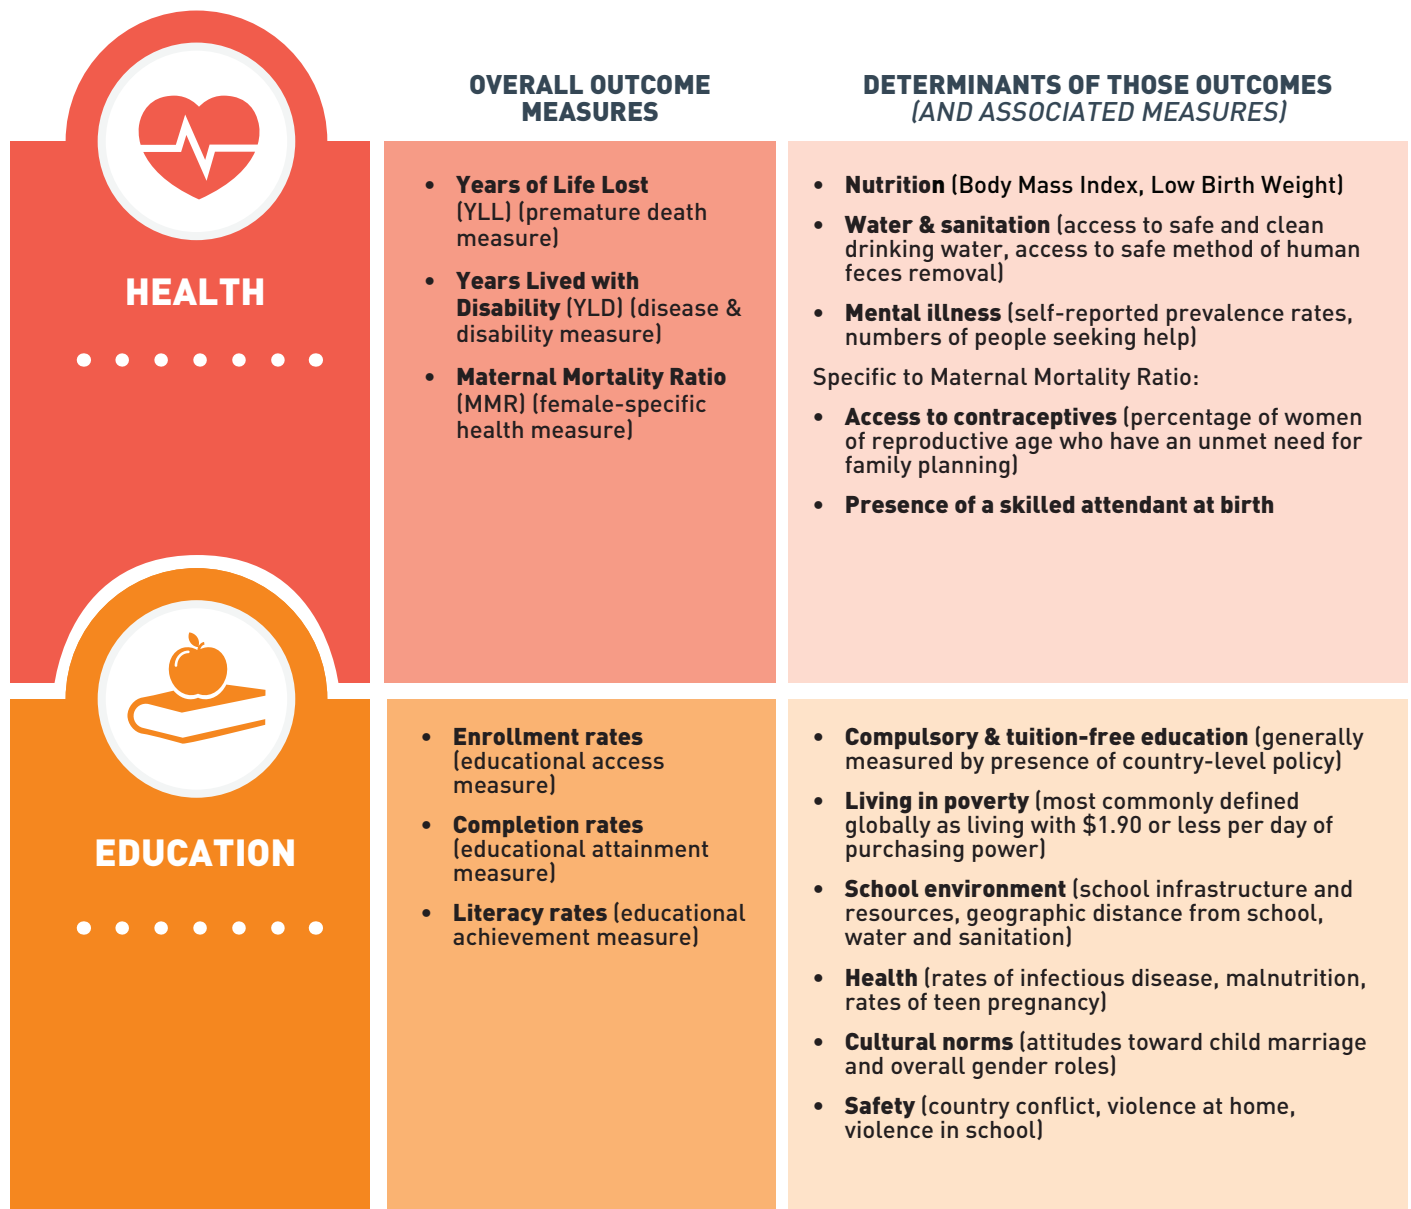 OVERALL OUTCOME
MEASURES
DETERMINANTS OF THOSE OUTCOMES
(AND ASSOCIATED MEASURES)
HEALTH
• Years of Life Lost
(YLL) (premature death
measure)
• Years Lived with
Disability (YLD) (disease &
disability measure)
• Maternal Mortality Ratio
(MMR) (female-specific
health measure)
• Nutrition (Body Mass Index, Low Birth Weight)
• Water & sanitation (access to safe and clean
drinking water, access to safe method of human
feces removal)
• Mental illness (self-reported prevalence rates,
numbers of people seeking help)
Specific to Maternal Mortality Ratio:
• Access to contraceptives (percentage of women
of reproductive age who have an unmet need for
family planning)
• Presence of a skilled attendant at birth
EDUCATION
• Enrollment rates
(educational access
measure)
• Completion rates
(educational attainment
measure)
• Literacy rates (educational
achievement measure)
• Compulsory & tuition-free education (generally
measured by presence of country-level policy)
• Living in poverty (most commonly defined
globally as living with $1.90 or less per day of
purchasing power)
• School environment (school infrastructure and
resources, geographic distance from school,
water and sanitation)
• Health (rates of infectious disease, malnutrition,
rates of teen pregnancy)
• Cultural norms (attitudes toward child marriage
and overall gender roles)
• Safety (country conflict, violence at home,
violence in school)